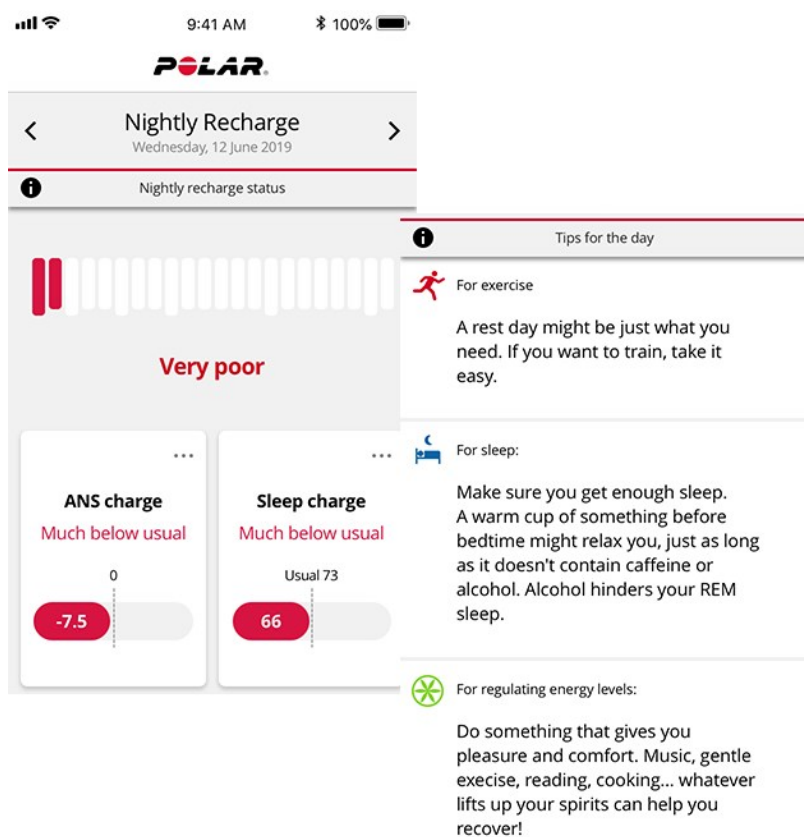 9:41 AM
100%
POLAR
Nightly Recharge
Wednesday, 12 June 2019
Nightly recharge status
Very poor
ANS charge
Much below usual
0
-7.5
Sleep charge
Much below usual
Usual 73
66
Tips for the day
For exercise
A rest day might be just what you
need. If you want to train, take it
easy.
For sleep:
Make sure you get enough sleep.
A warm cup of something before
bedtime might relax you, just as long
as it doesn't contain caffeine or
alcohol. Alcohol hinders your REM
sleep.
For regulating energy levels:
Do something that gives you
pleasure and comfort. Music, gentle
execise, reading, cooking... whatever
lifts up your spirits can help you
recover!